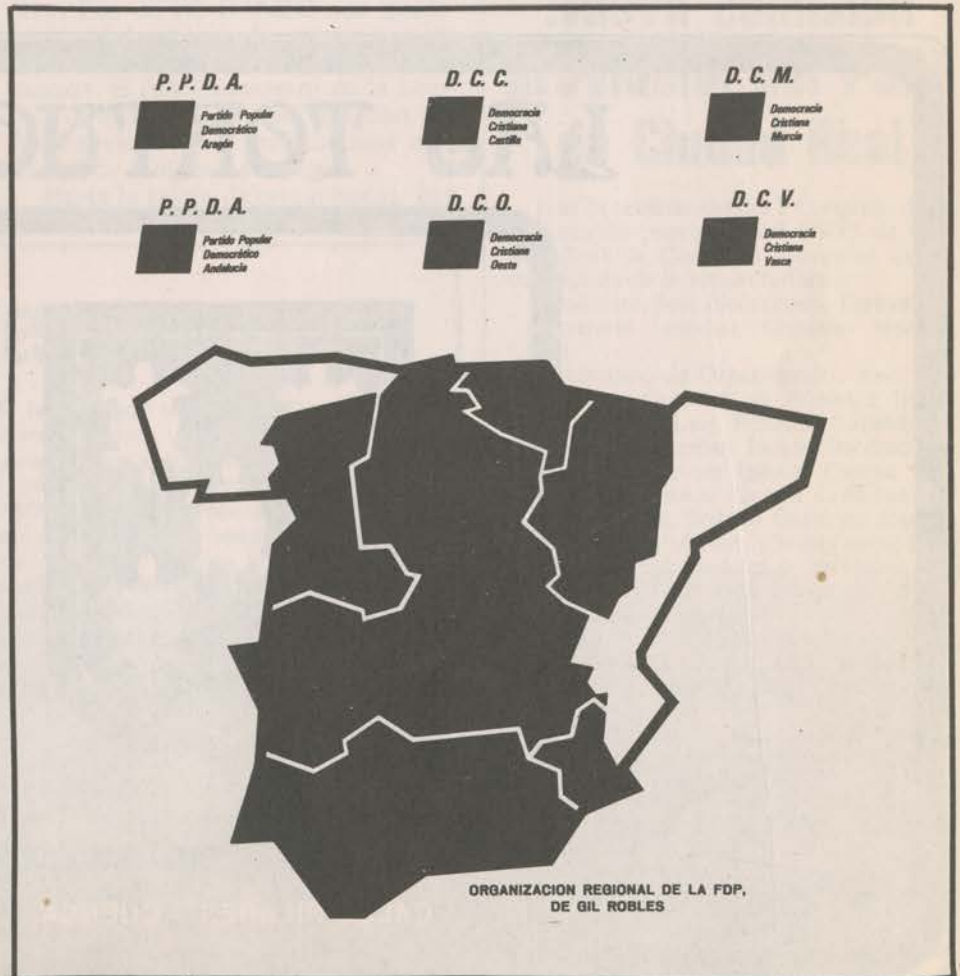 P. P. D. A.
Partido Popular
Democrático
Aragón
D. C. C.
Democracia
Cristiana
Castilla
D. C. M.
Democracia
Cristiana
Murcia
P. P. D. A.
Partido Popular
Democrático
Andalucía
D. C. O.
Democracia
Cristiana
Oeste
D. C. V.
Democracia
Cristiana
Vasca
ORGANIZACION REGIONAL DE LA FDP,
DE GIL ROBLES